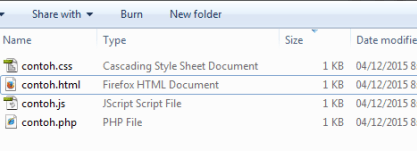 Share with Burn New folder
Name Type Size Date modifie
contoh.css Cascading Style Sheet Document 1 KB 04/12/2015 8:
contoh.html Firefox HTML Document 1 KB 04/12/2015 8:
contoh.js JScript Script File 1 KB 04/12/2015 8:
contoh.php PHP File 1 KB 04/12/2015 8: